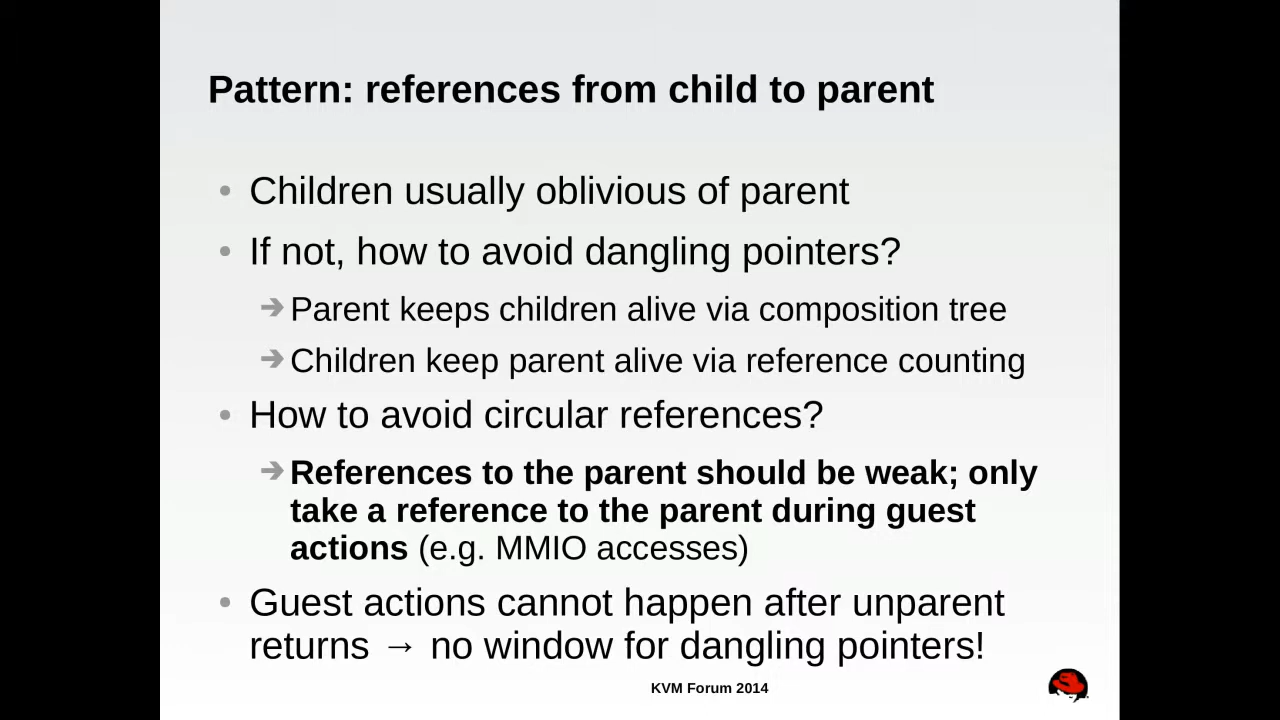 Pattern: references from child to parent
• Children usually oblivious of parent
• If not, how to avoid dangling pointers?
➔ Parent keeps children alive via composition tree
➔ Children keep parent alive via reference counting
• How to avoid circular references?
➔ References to the parent should be weak; only
take a reference to the parent during guest
actions (e.g. MMIO accesses)
• Guest actions cannot happen after unparent
returns → no window for dangling pointers!
KVM Forum 2014